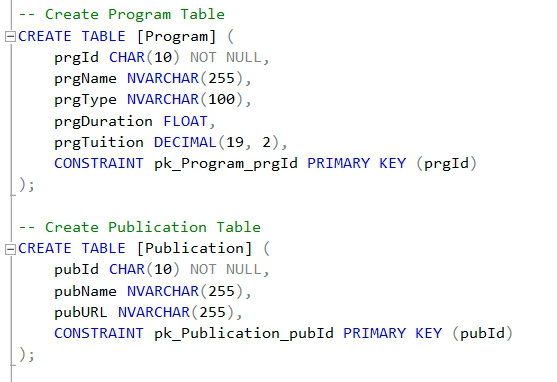 -- Create Program Table
CREATE TABLE [Program] (
    prgId CHAR(10) NOT NULL,
    prgName NVARCHAR(255),
    prgType NVARCHAR(100),
    prgDuration FLOAT,
    prgTuition DECIMAL(19, 2),
    CONSTRAINT pk_Program_prgId PRIMARY KEY (prgId)
);
-- Create Publication Table
CREATE TABLE [Publication] (
    pubId CHAR(10) NOT NULL,
    pubName NVARCHAR(255),
    pubURL NVARCHAR(255),
    CONSTRAINT pk_Publication_pubId PRIMARY KEY (pubId)
);